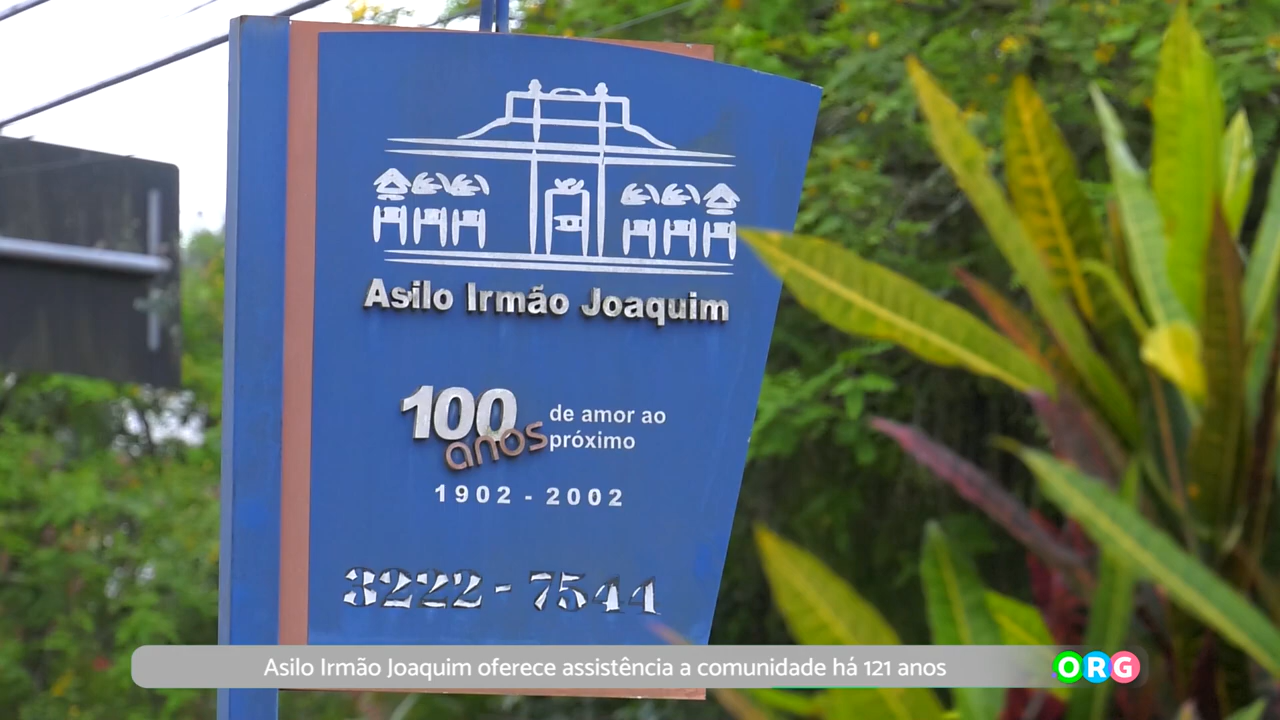 Asilo Irmão Joaquim
100
anos
de amor ao
próximo
1902 - 2002
3222 - 7544
Asilo Irmão Joaquim oferece assistência a comunidade há 121 anos
ORG